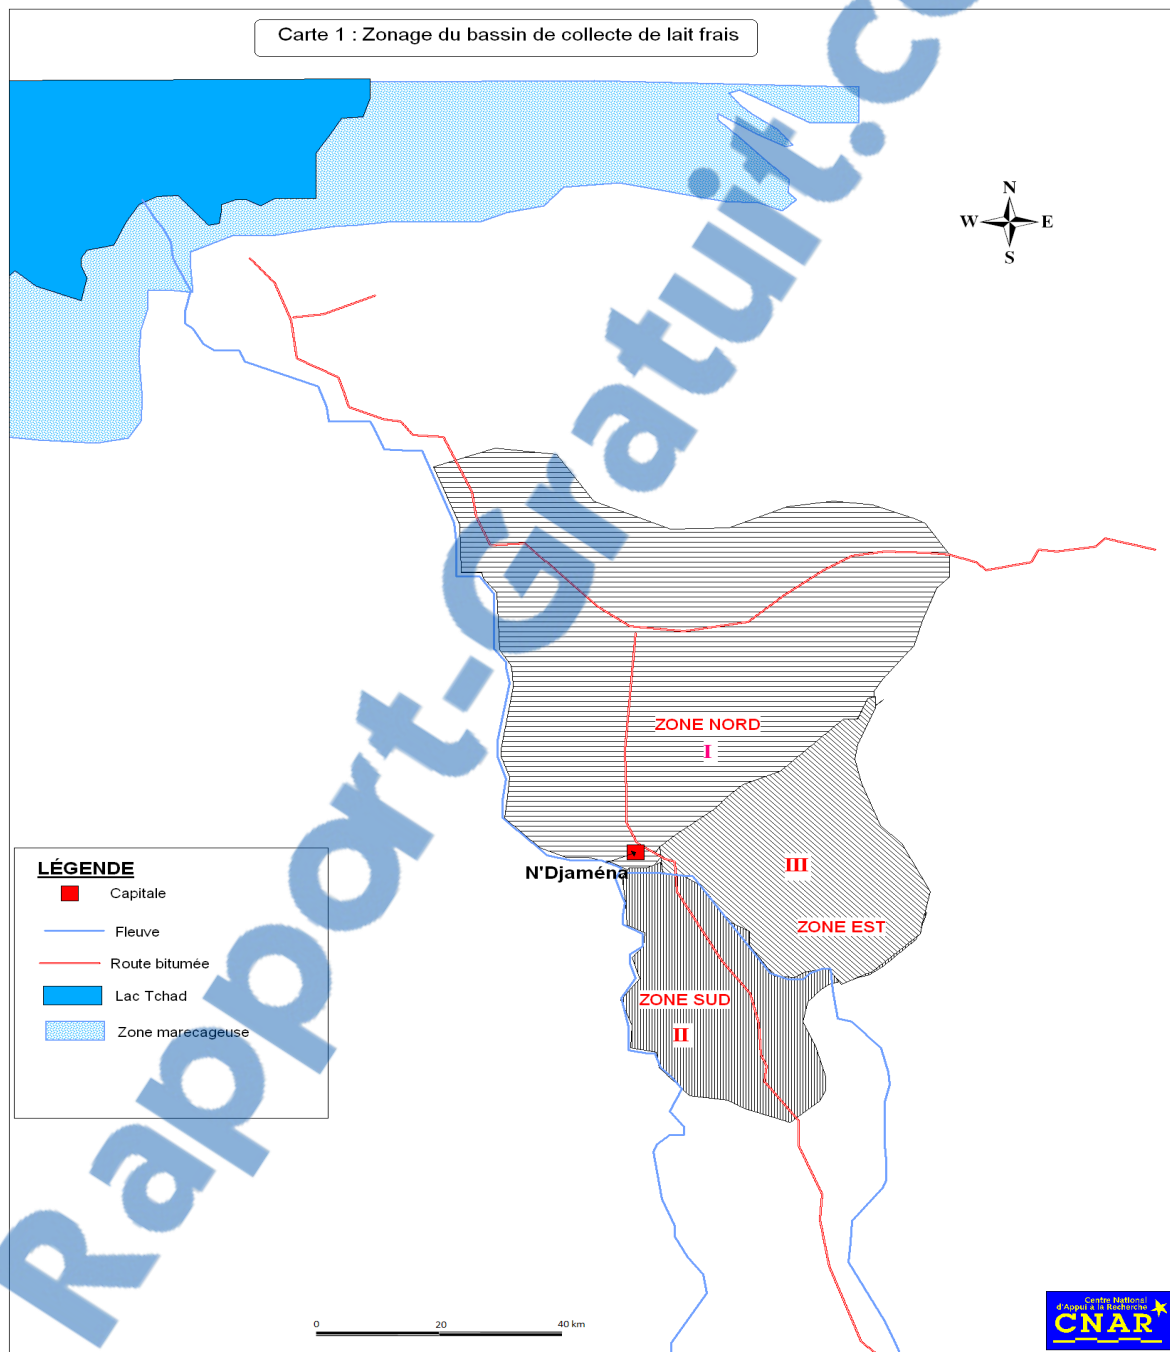 Carte 1 : Zonage du bassin de collecte de lait frais
N
W E
S
ZONE NORD
I
N'Djaména
III
ZONE EST
ZONE SUD
II
LÉGENDE
Capitale
Fleuve
Route bitumée
Lac Tchad
Zone marecageuse
0 20 40 km
Centre National
d'Appui a la Recherche
CNAR
Rapport-Gratuit.co